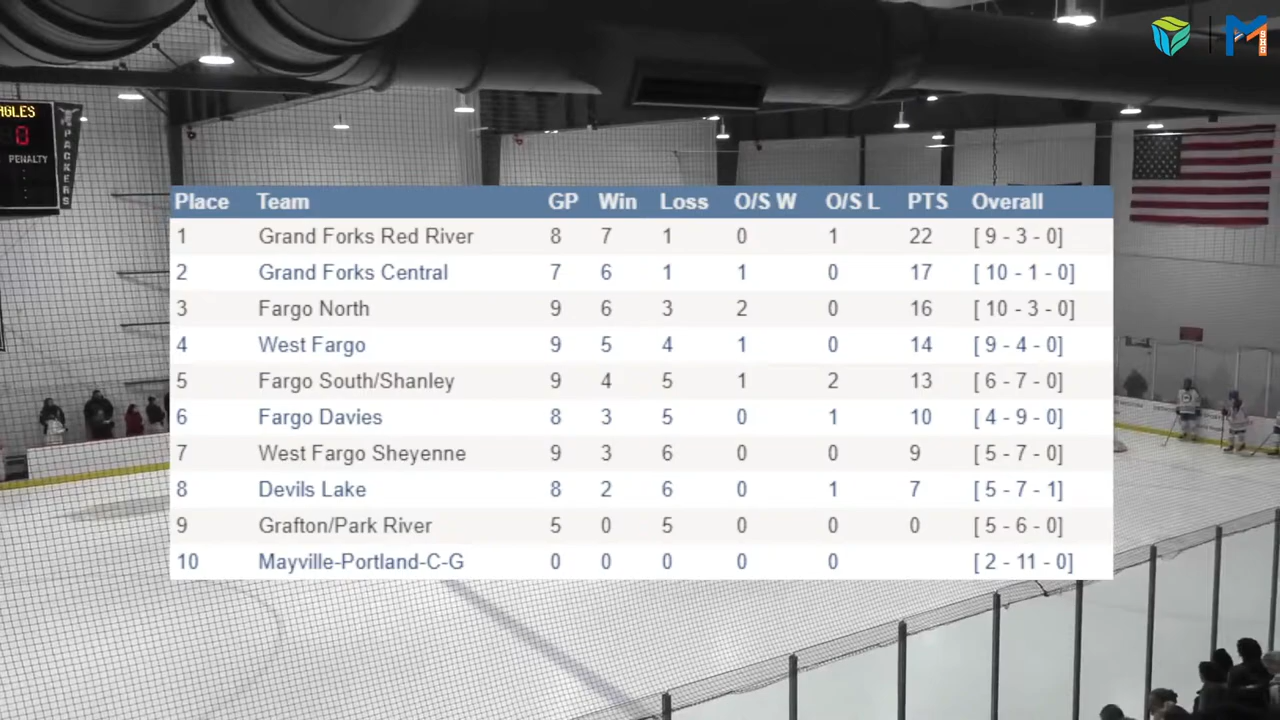 AGLES
0
PENALTY
PACKERS
M
SHS
Place Team GP Win Loss O/S W O/S L PTS Overall
1 Grand Forks Red River 8 7 1 0 1 22 [ 9 - 3 - 0]
2 Grand Forks Central 7 6 1 1 0 17 [ 10 - 1 - 0]
3 Fargo North 9 6 3 2 0 16 [ 10 - 3 - 0]
4 West Fargo 9 5 4 1 0 14 [ 9 - 4 - 0]
5 Fargo South/Shanley 9 4 5 1 2 13 [ 6 - 7 - 0]
6 Fargo Davies 8 3 5 0 1 10 [ 4 - 9 - 0]
7 West Fargo Sheyenne 9 3 6 0 0 9 [ 5 - 7 - 0]
8 Devils Lake 8 2 6 0 1 7 [ 5 - 7 - 1]
9 Grafton/Park River 5 0 5 0 0 0 [ 5 - 6 - 0]
10 Mayville-Portland-C-G 0 0 0 0 0 [ 2 - 11 - 0]